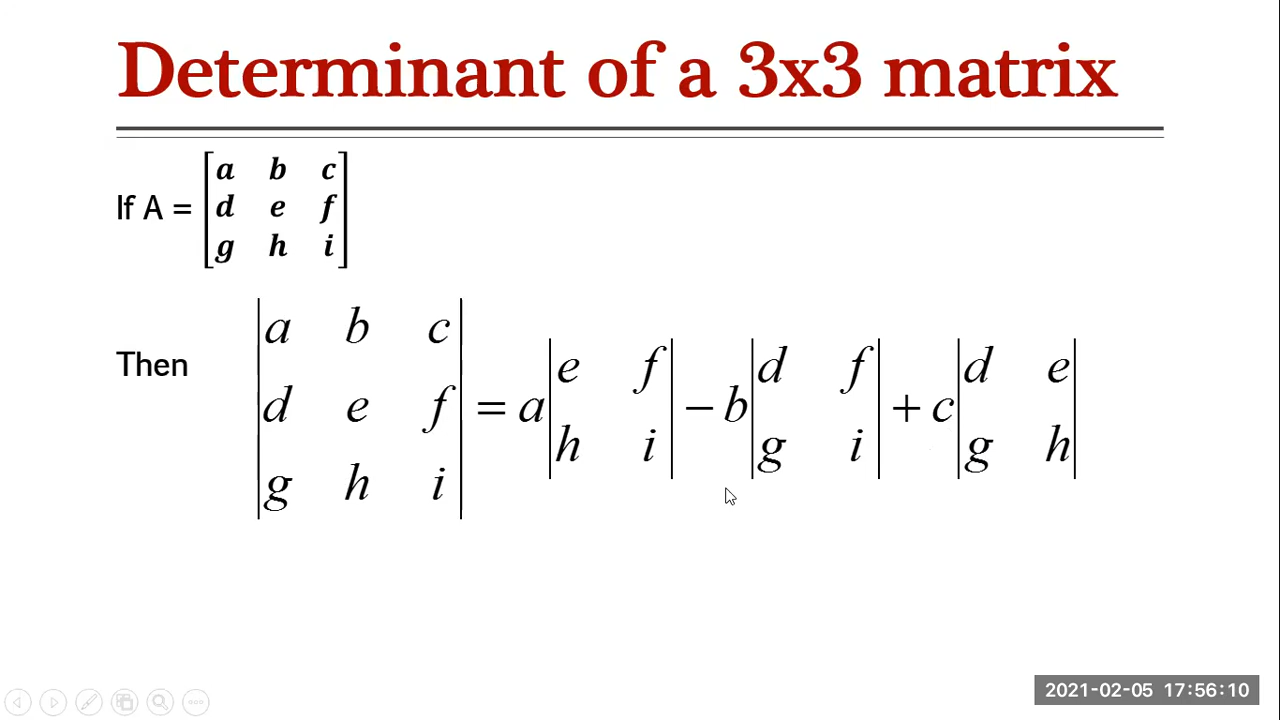 Determinant of a 3x3 matrix
If A = [a b c
d e f
g h i]
Then |a b c
d e f
g h i| = a|e f
h i| − b|d f
g i| + c|d e
g h|
2021-02-05 17:56:10